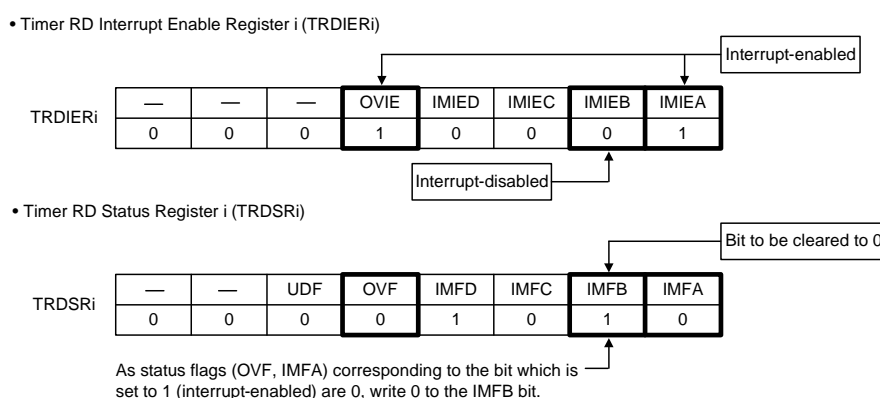 • Timer RD Interrupt Enable Register i (TRDIERi)
Interrupt-enabled
TRDIERi
— — — OVIE IMIED IMIEC IMIEB IMIEA
0 0 0 1 0 0 0 1
Interrupt-disabled
• Timer RD Status Register i (TRDSRi)
Bit to be cleared to 0
TRDSRi
— — UDF OVF IMFD IMFC IMFB IMFA
0 0 0 0 1 0 1 0
As status flags (OVF, IMFA) corresponding to the bit which is
set to 1 (interrupt-enabled) are 0, write 0 to the IMFB bit.